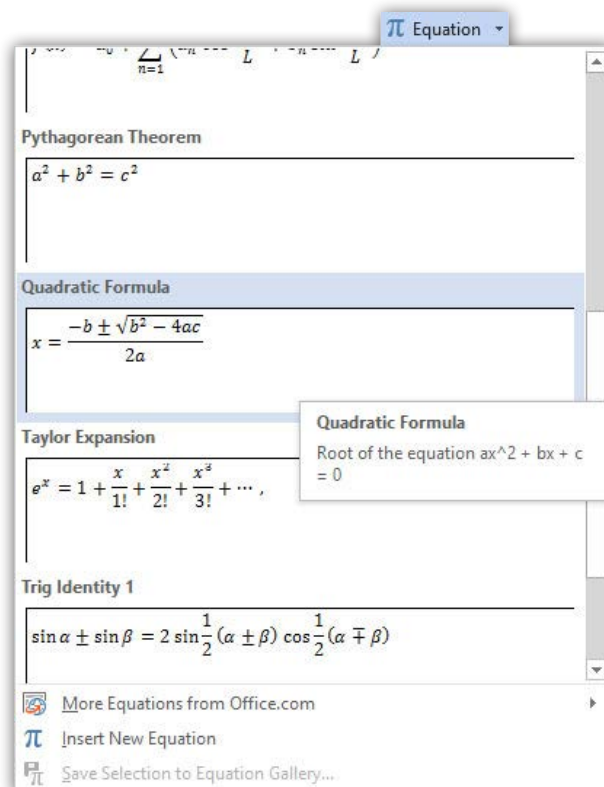 π Equation
n=1
L
L
Pythagorean Theorem
a² + b² = c²
Quadratic Formula
x = (−b ± √(b² − 4ac)) / 2a
Quadratic Formula
Root of the equation ax^2 + bx + c
= 0
Taylor Expansion
eˣ = 1 + x/1! + x²/2! + x³/3! + ⋯ ,
Trig Identity 1
sin α ± sin β = 2 sin 1/2 (α ± β) cos 1/2 (α ∓ β)
More Equations from Office.com
π Insert New Equation
Save Selection to Equation Gallery...